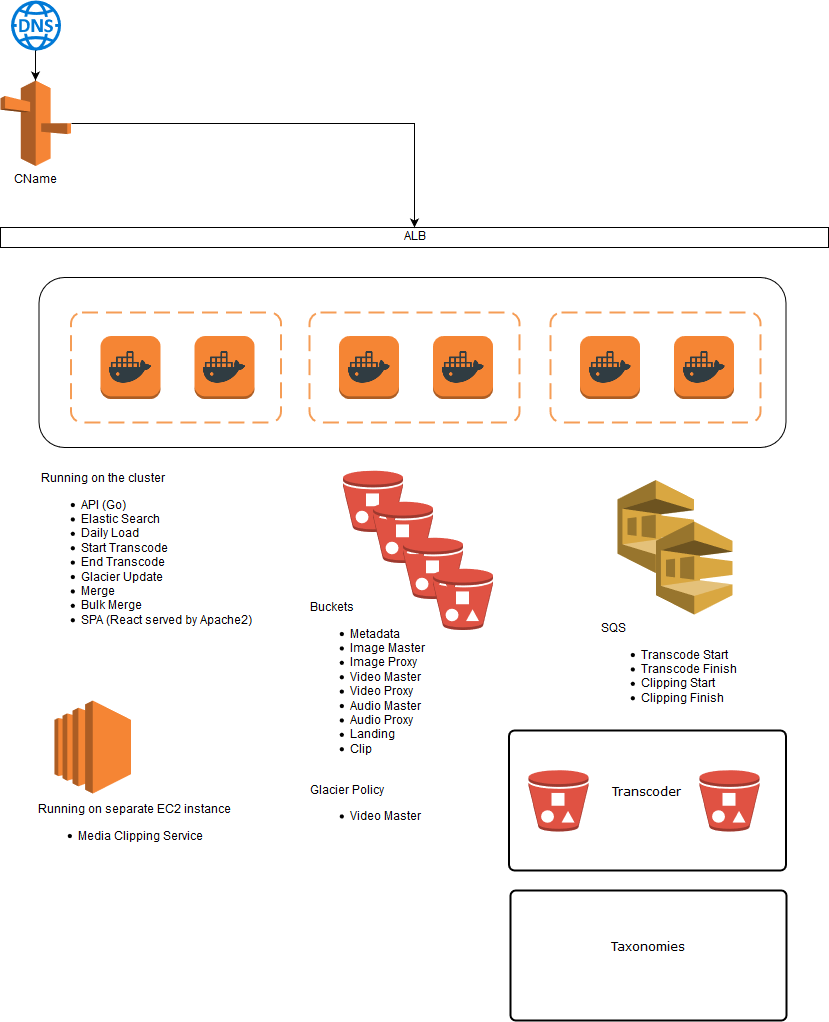 DNS
CName
ALB
Running on the cluster
API (Go)
Elastic Search
Daily Load
Start Transcode
End Transcode
Glacier Update
Merge
Bulk Merge
SPA (React served by Apache2)
Buckets
Metadata
Image Master
Image Proxy
Video Master
Video Proxy
Audio Master
Audio Proxy
Landing
Clip
Glacier Policy
Video Master
SQS
Transcode Start
Transcode Finish
Clipping Start
Clipping Finish
Running on separate EC2 instance
Media Clipping Service
Transcoder
Taxonomies